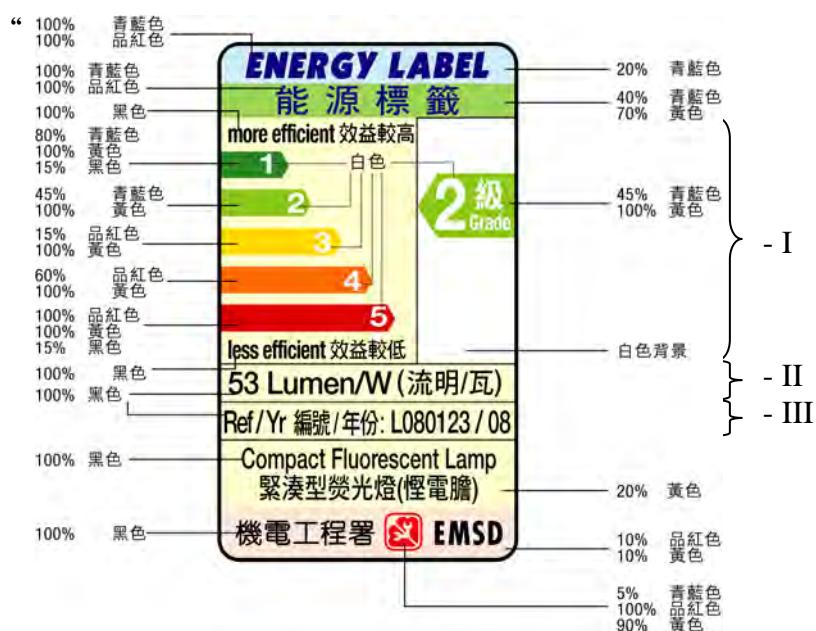 “
100% 青藍色
100% 品紅色
100% 青藍色
100% 品紅色
100% 黑色
80% 青藍色
100% 黃色
15% 黑色
45% 青藍色
100% 黃色
15% 品紅色
100% 黃色
60% 品紅色
100% 黃色
100% 品紅色
100% 黃色
15% 黑色
100% 黑色
100% 黑色
100% 黑色
100% 黑色
ENERGY LABEL
能源標籤
more efficient 效益較高
1
白色
2
3
4
5
2級
Grade
less efficient 效益較低
53 Lumen/W (流明/瓦)
Ref/Yr 編號/年份: L080123 / 08
Compact Fluorescent Lamp
緊湊型熒光燈(慳電膽)
機電工程署 EMSD
20% 青藍色
40% 青藍色
70% 黃色
45% 青藍色
100% 黃色
白色背景
20% 黃色
10% 品紅色
10% 黃色
5% 青藍色
100% 品紅色
90% 黃色
- I
- II
- III